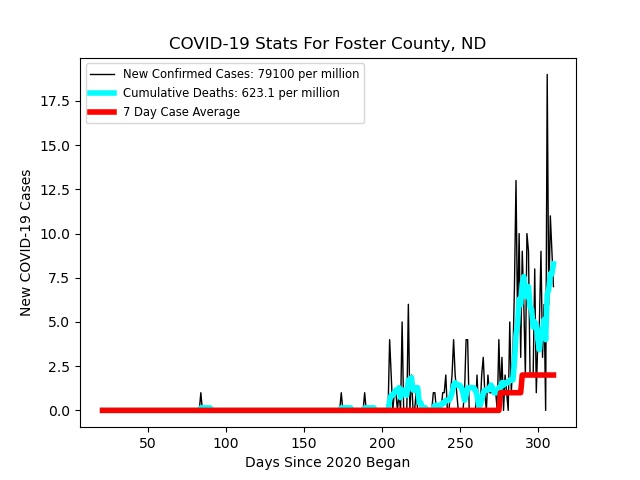 COVID-19 Stats For Foster County, ND
New Confirmed Cases: 79100 per million
Cumulative Deaths: 623.1 per million
7 Day Case Average
New COVID-19 Cases
17.5
15.0
12.5
10.0
7.5
5.0
2.5
0.0
50 100 150 200 250 300
Days Since 2020 Began